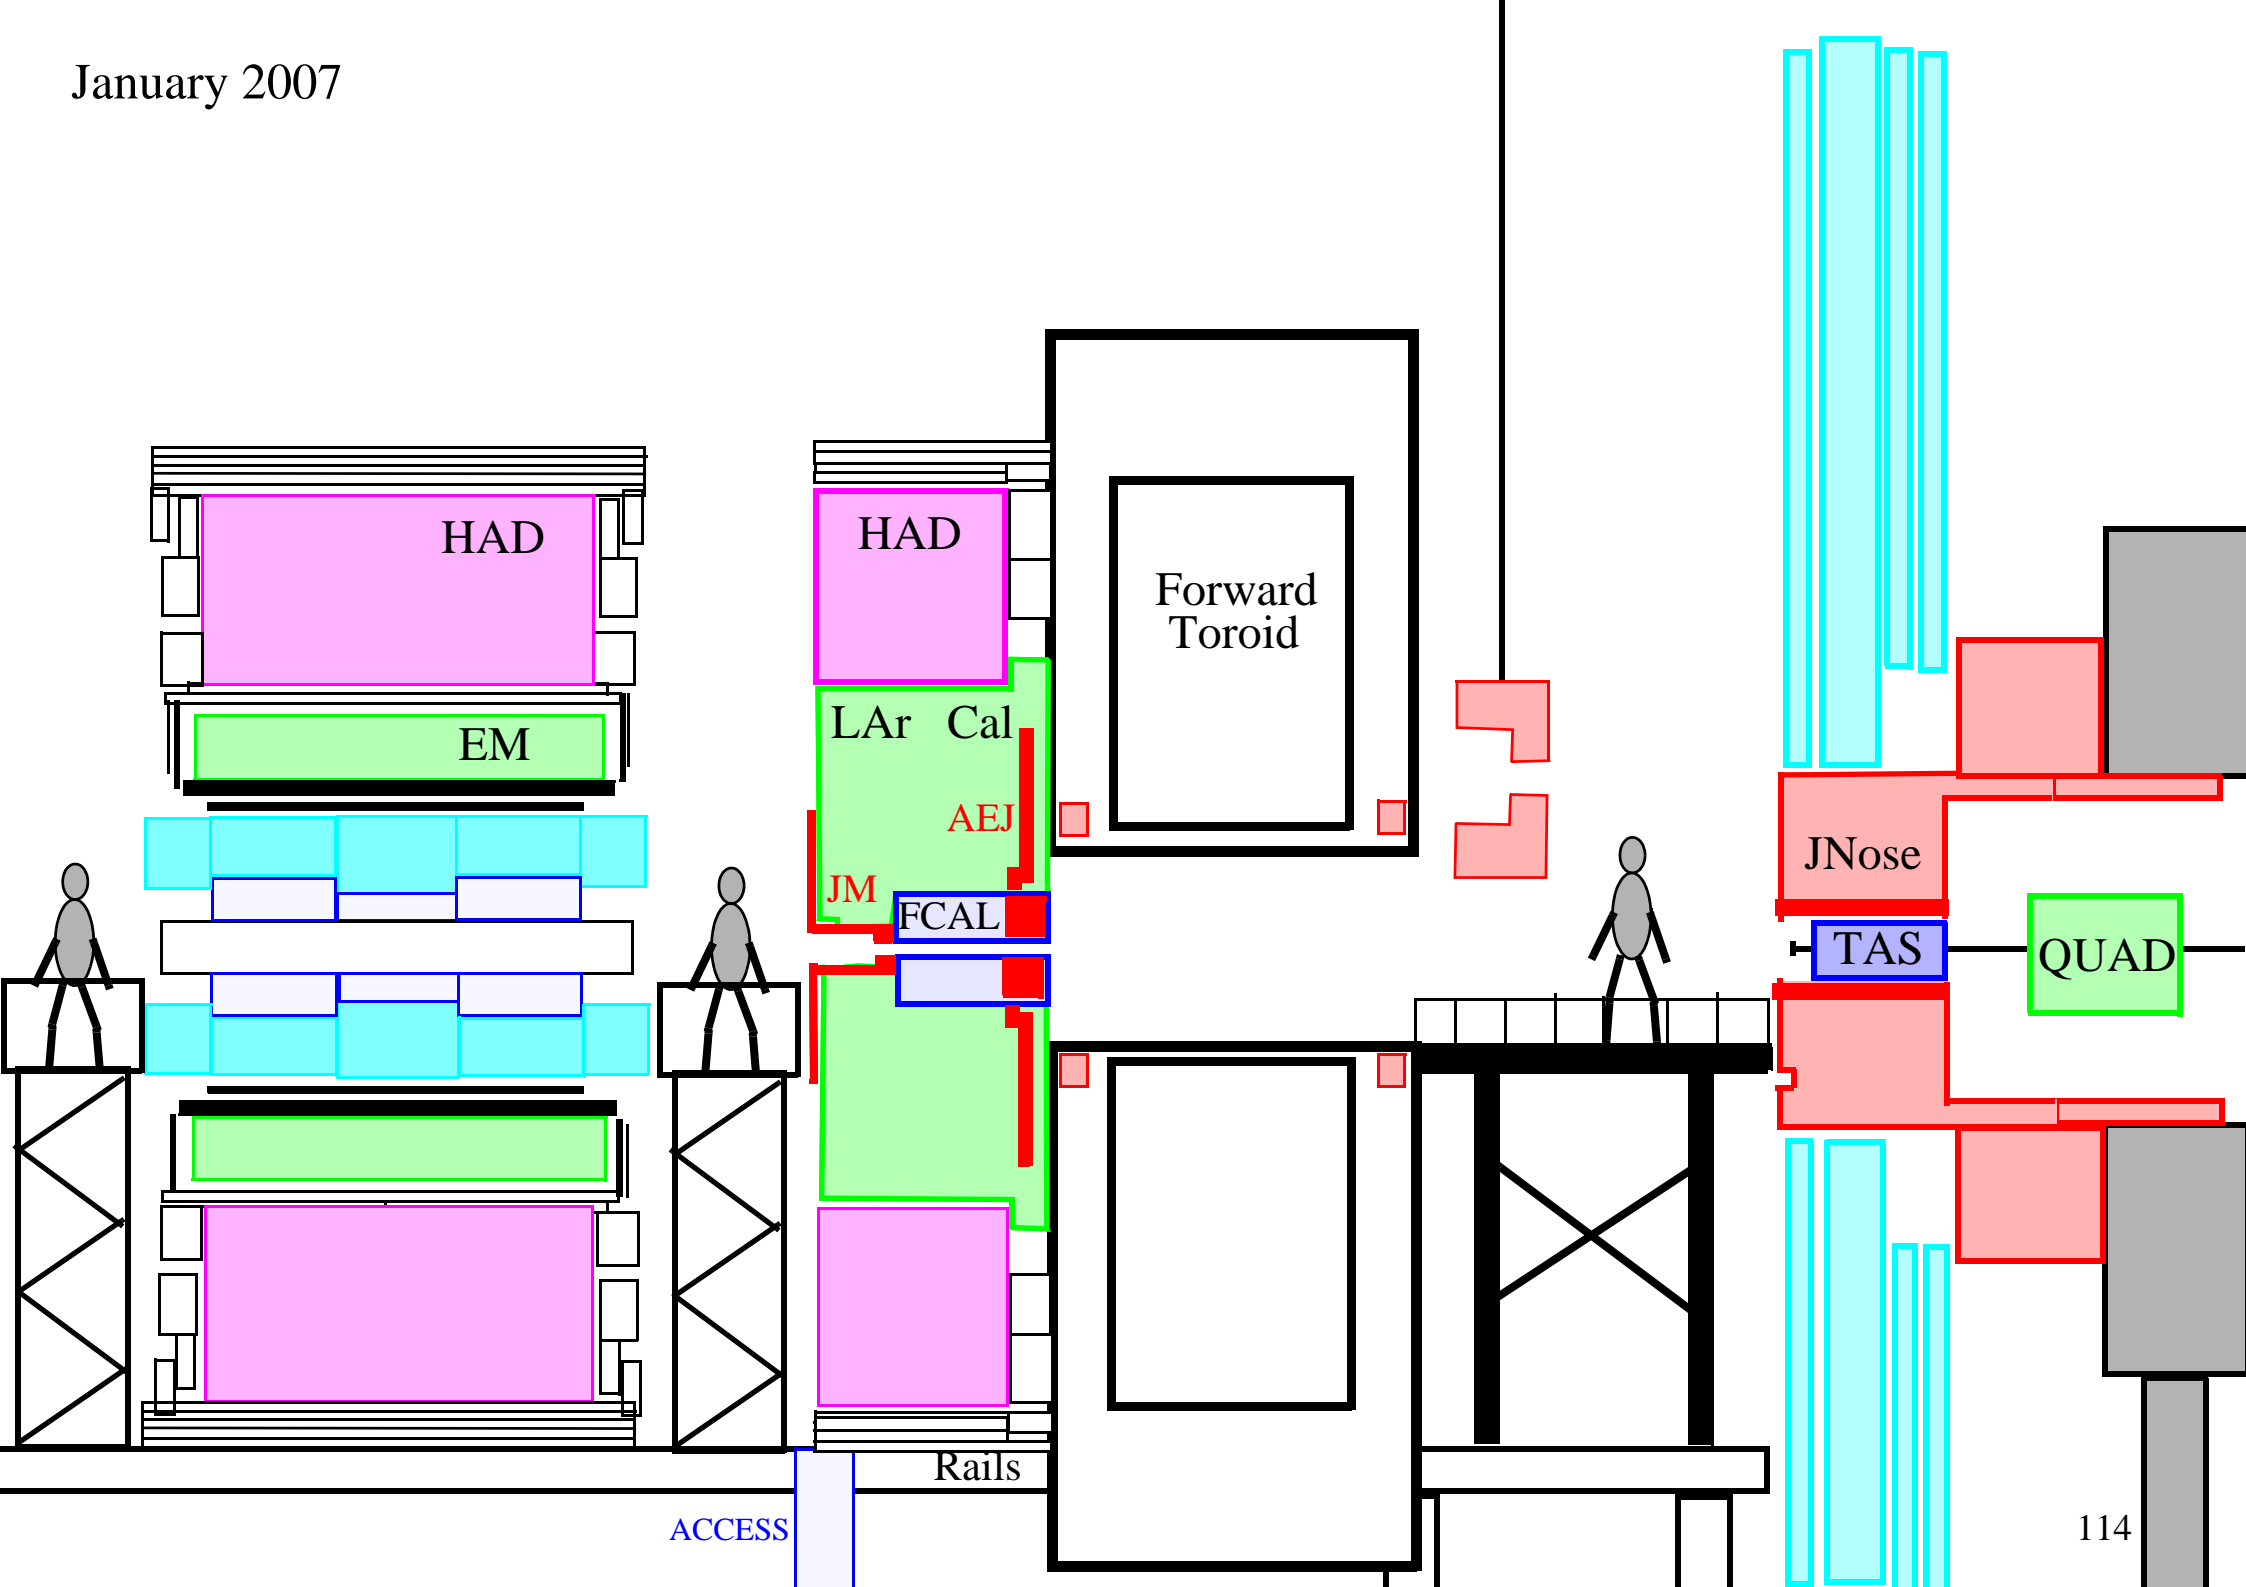 January 2007
HAD
HAD
Forward
Toroid
LAr Cal
EM
AEJ
JNose
JM
FCAL
TAS
QUAD
Rails
ACCESS
114